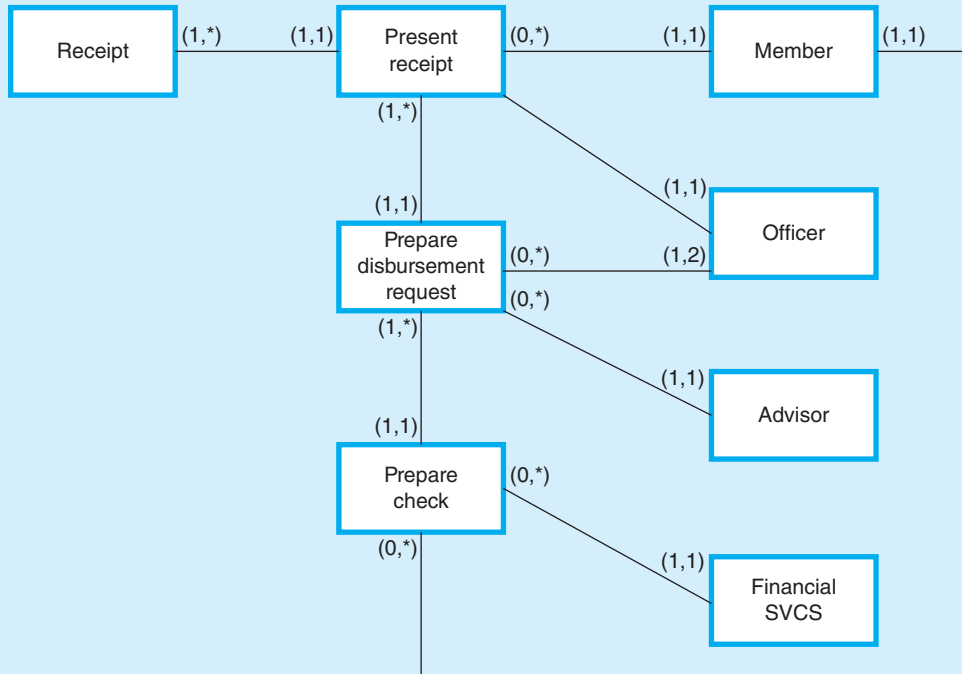 Receipt
(1,*)
(1,1)
Present
receipt
(0,*)
(1,1)
Member
(1,1)
(1,*)
(1,1)
Officer
(1,1)
Prepare
disbursement
request
(0,*)
(1,2)
(0,*)
(1,*)
(1,1)
Advisor
(1,1)
Prepare
check
(0,*)
(0,*)
(1,1)
Financial
SVCS